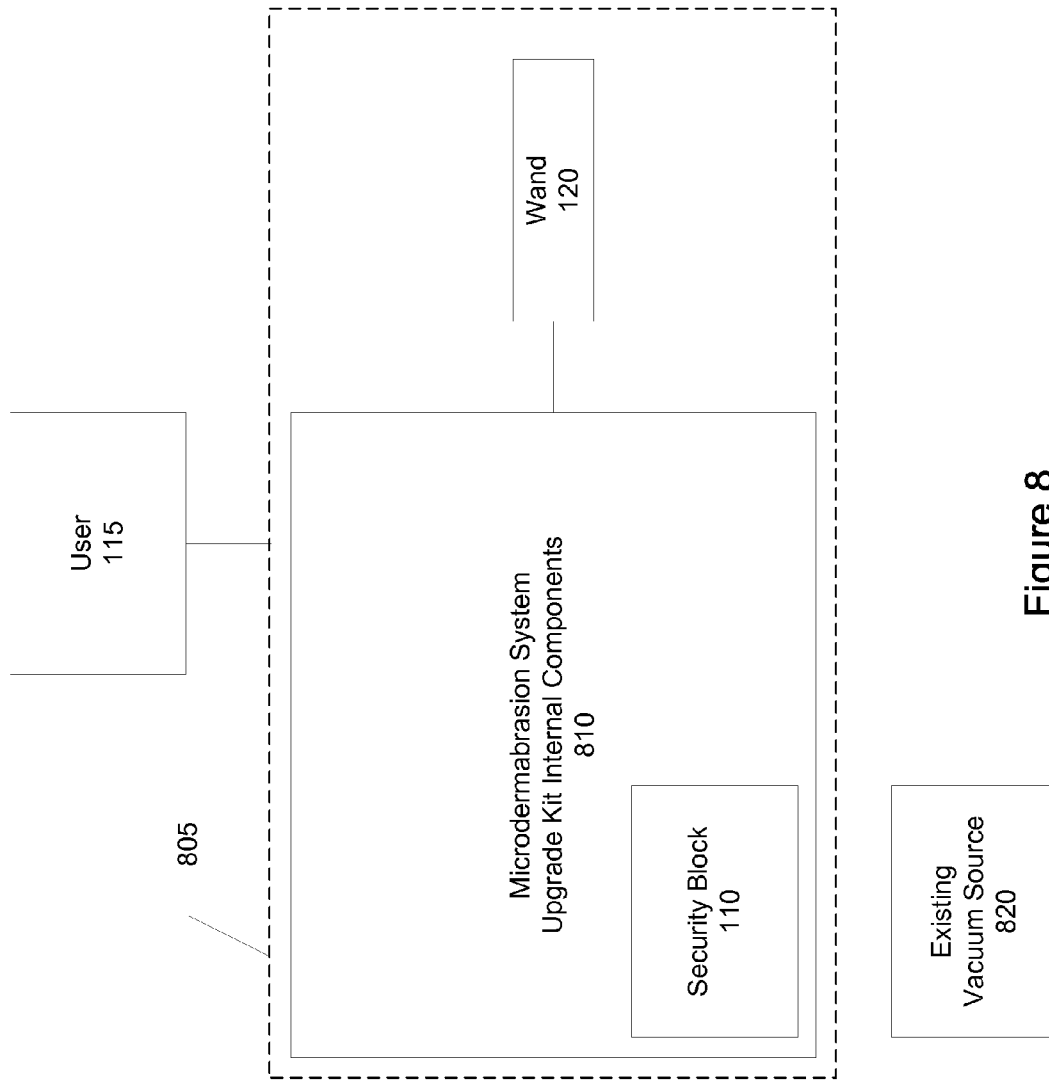 User
115
805
Microdermabrasion System
Upgrade Kit Internal Components
810
Wand
120
Security Block
110
Existing
Vacuum Source
820
Figure 8